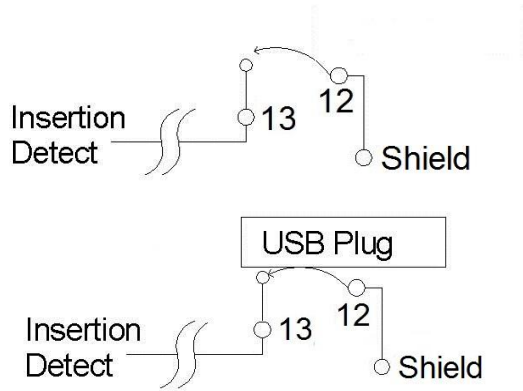 Insertion
Detect
13
12
Shield
USB Plug
Insertion
Detect
13
12
Shield